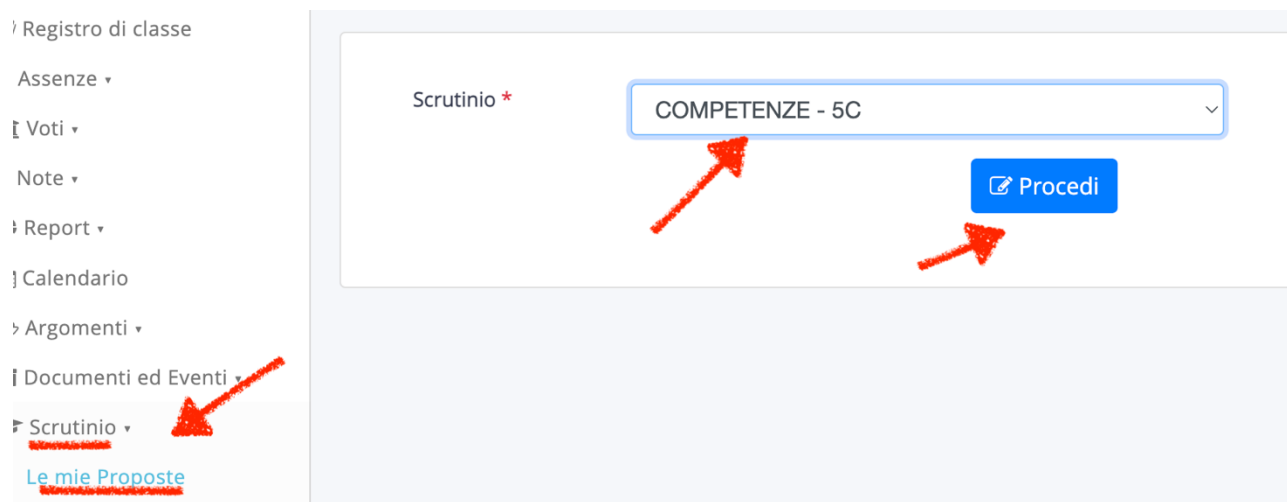 Registro di classe
Assenze
Voti
Note
Report
Calendario
Argomenti
Documenti ed Eventi
Scrutinio
Le mie Proposte
Scrutinio *
COMPETENZE - 5C
Procedi